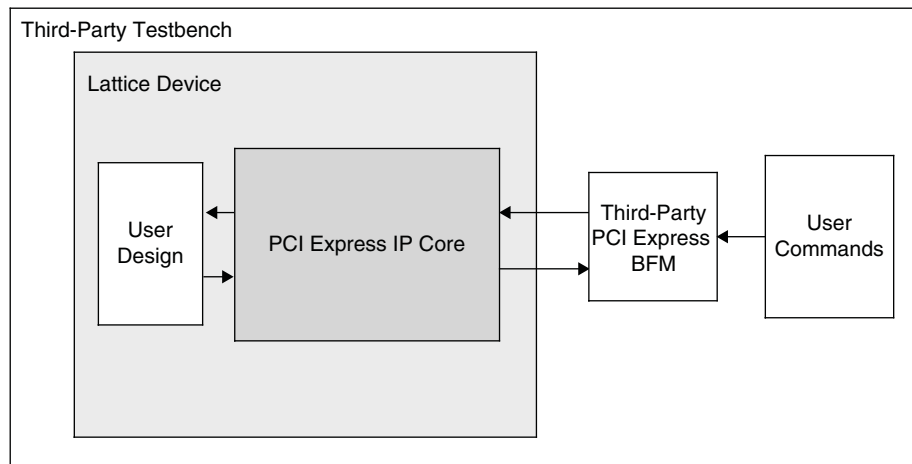 Third-Party Testbench
Lattice Device
User
Design
PCI Express IP Core
Third-Party
PCI Express
BFM
User
Commands